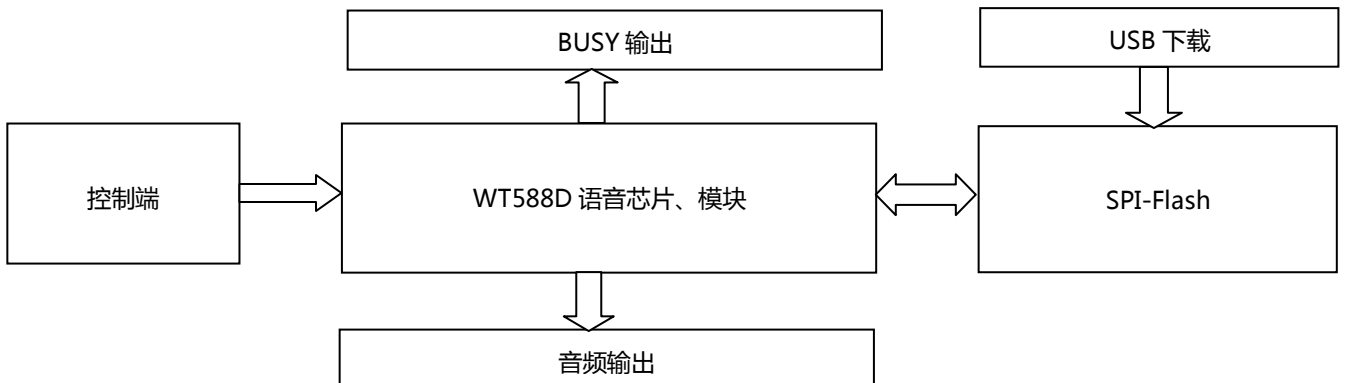 BUSY 输出
USB 下载
控制端
WT588D 语音芯片、模块
SPI-Flash
音频输出